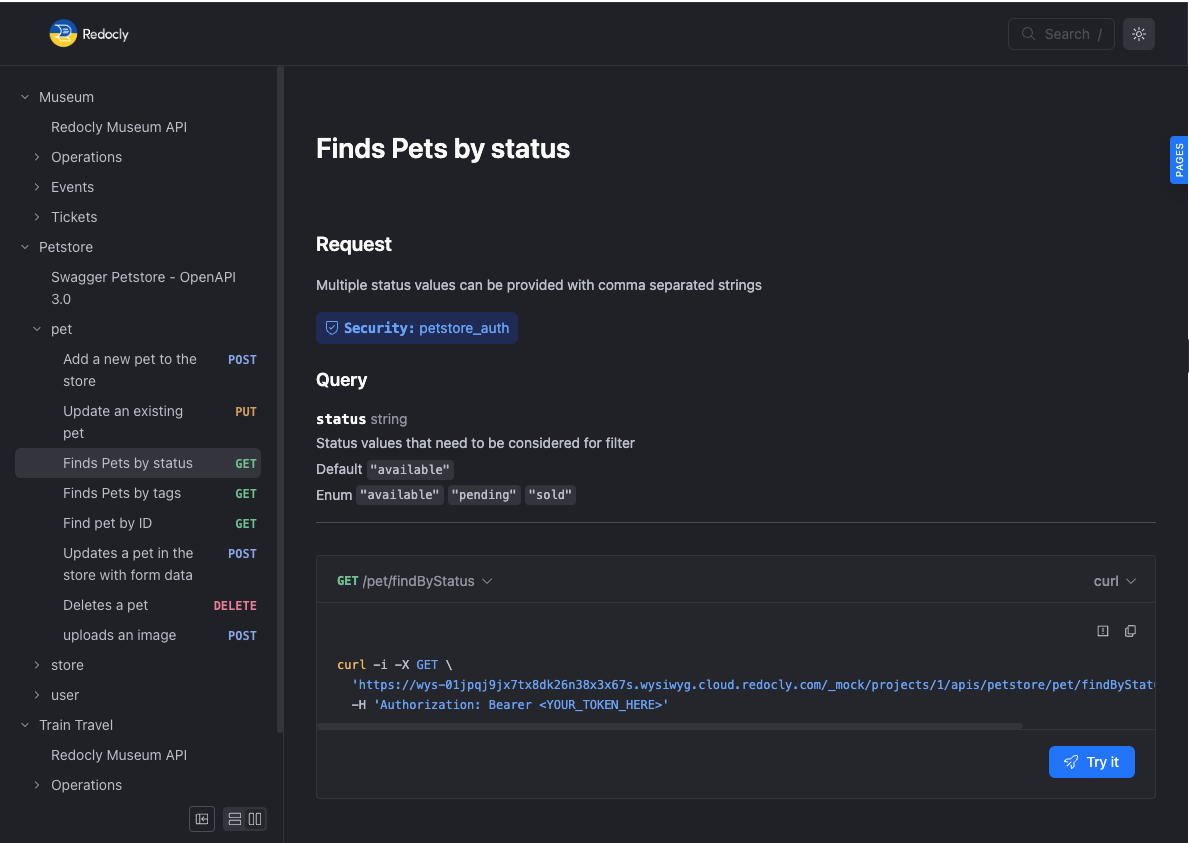 Redocly
Search /
Museum
Redocly Museum API
Operations
Events
Tickets
Petstore
Swagger Petstore - OpenAPI
3.0
pet
Add a new pet to the POST
store
Update an existing PUT
pet
Finds Pets by status GET
Finds Pets by tags GET
Find pet by ID GET
Updates a pet in the POST
store with form data
Deletes a pet DELETE
uploads an image POST
store
user
Train Travel
Redocly Museum API
Operations
Finds Pets by status
PAGES
Request
Multiple status values can be provided with comma separated strings
Security: petstore_auth
Query
status string
Status values that need to be considered for filter
Default "available"
Enum "available" "pending" "sold"
GET /pet/findByStatus
curl
curl -i -X GET \
'https://wys-01jpqj9jx7tx8dk26n38x3x67s.wysiwyg.cloud.redocly.com/_mock/projects/1/apis/petstore/pet/findByStatu
-H 'Authorization: Bearer <YOUR_TOKEN_HERE>'
Try it